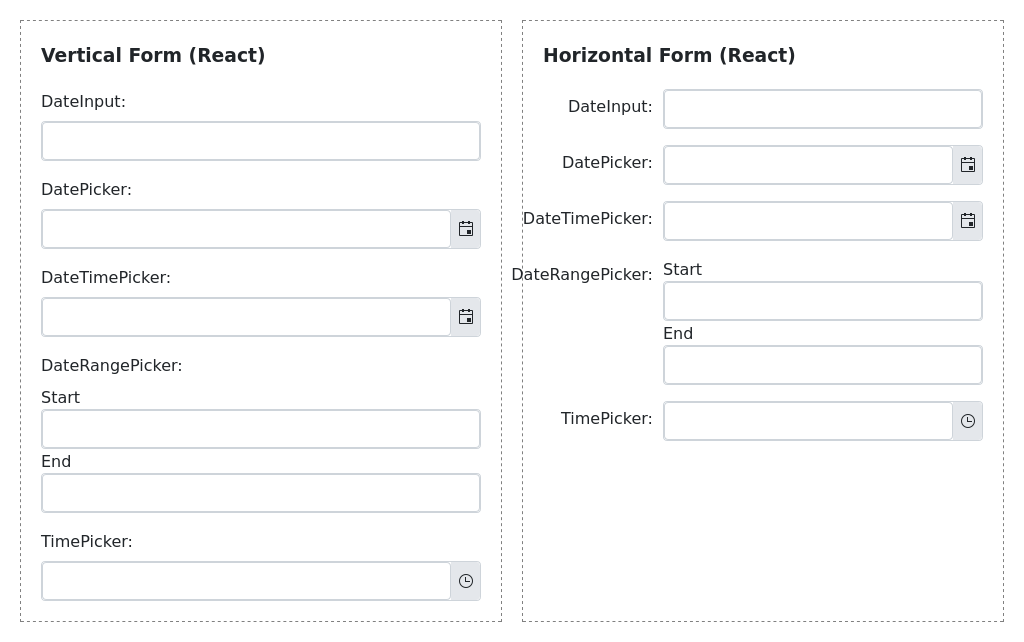 Vertical Form (React)
DateInput:
DatePicker:
DateTimePicker:
DateRangePicker:
Start
End
TimePicker:
Horizontal Form (React)
DateInput:
DatePicker:
DateTimePicker:
DateRangePicker:
Start
End
TimePicker: